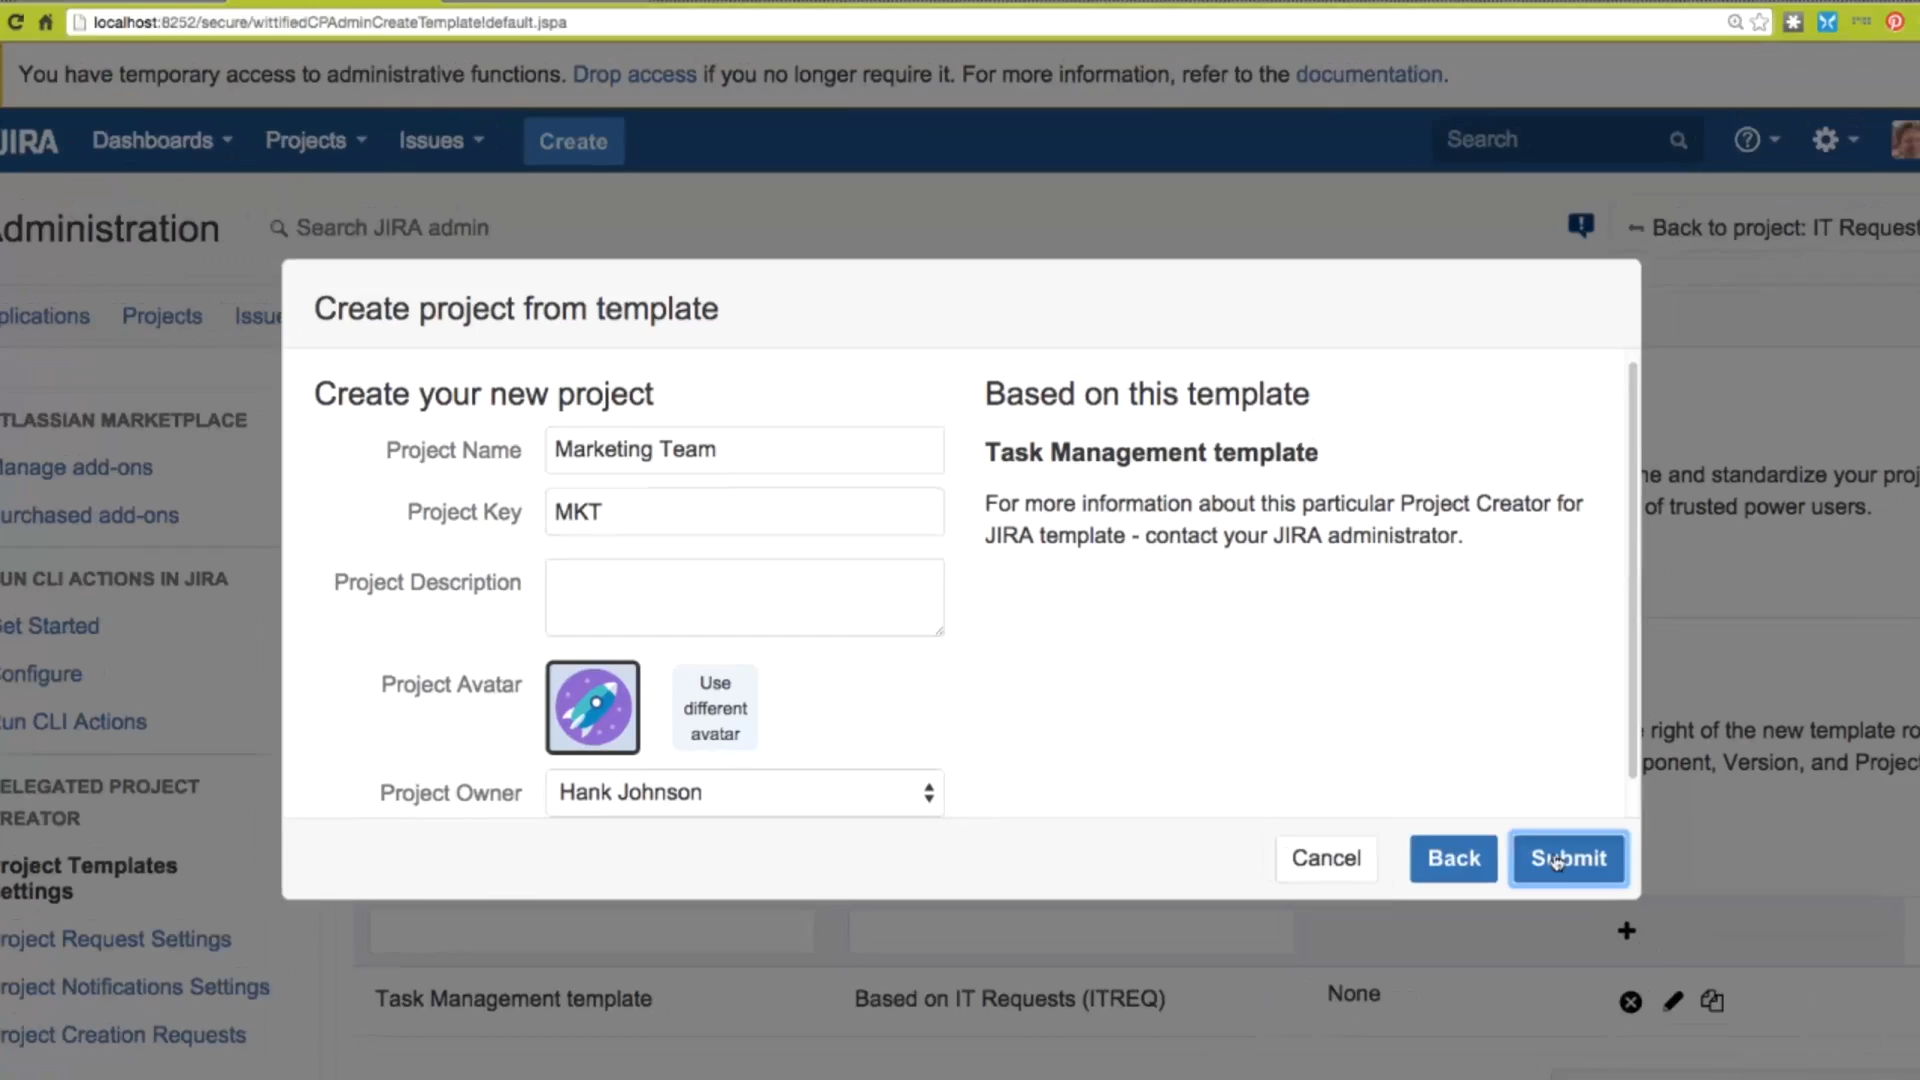 localhost:8252/secure/wittifiedCPAdminCreateTemplate!default.jspa
You have temporary access to administrative functions. Drop access if you no longer require it. For more information, refer to the documentation.
JIRA Dashboards Projects Issues Create Search
dministration Search JIRA admin Back to project: IT Request
plications Projects Issue
Create project from template
Create your new project
Project Name Marketing Team
Project Key MKT
Project Description
Project Avatar
Use
different
avatar
Project Owner Hank Johnson
Based on this template
Task Management template
For more information about this particular Project Creator for
JIRA template - contact your JIRA administrator.
Cancel Back Submit
TLASSIAN MARKETPLACE
anage add-ons
urchased add-ons
UN CLI ACTIONS IN JIRA
et Started
onfigure
un CLI Actions
ELEGATED PROJECT
REATOR
roject Templates
ettings
roject Request Settings
roject Notifications Settings
roject Creation Requests
ne and standardize your proj
of trusted power users.
right of the new template ro
ponent, Version, and Project
Task Management template Based on IT Requests (ITREQ) None